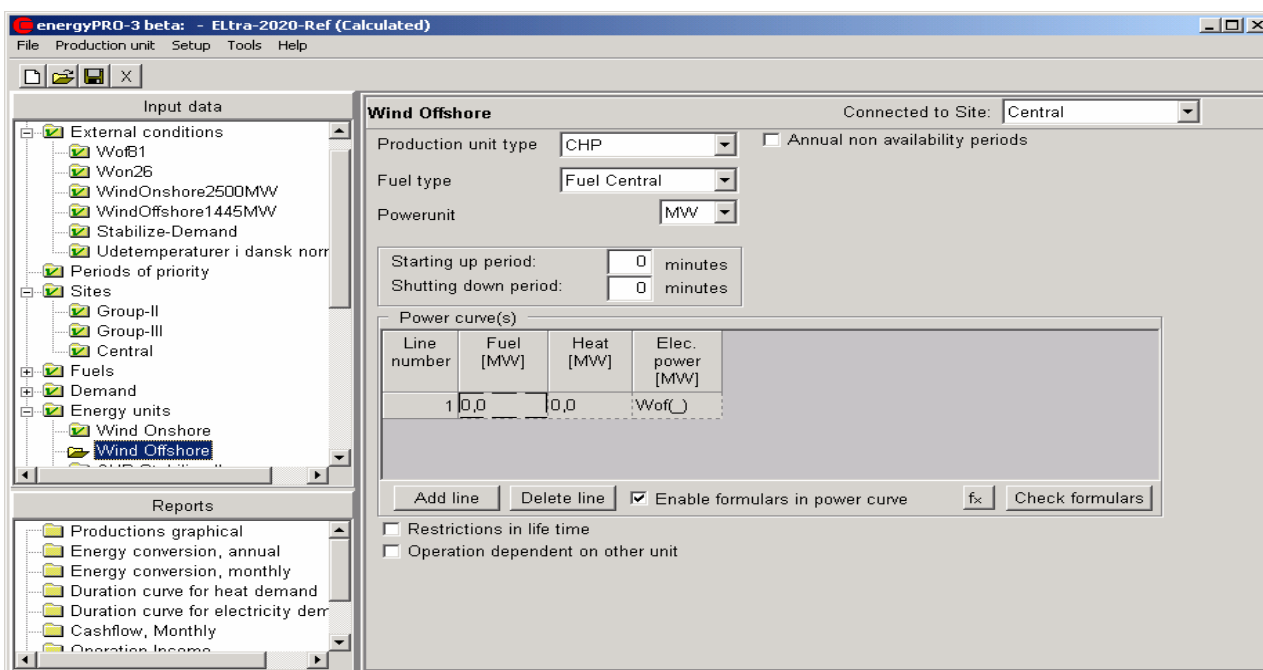 energyPRO-3 beta: - ELtra-2020-Ref (Calculated)
File Production unit Setup Tools Help
X
Input data
External conditions
Wof81
Won26
WindOnshore2500MW
WindOffshore1445MW
Stabilize-Demand
Udetemperaturer i dansk norr
Periods of priority
Sites
Group-II
Group-III
Central
Fuels
Demand
Energy units
Wind Onshore
Wind Offshore
Reports
Productions graphical
Energy conversion, annual
Energy conversion, monthly
Duration curve for heat demand
Duration curve for electricity dem
Cashflow, Monthly
Operation Income
Wind Offshore Connected to Site: Central
Production unit type CHP Annual non availability periods
Fuel type Fuel Central
Powerunit MW
Starting up period: 0 minutes
Shutting down period: 0 minutes
Power curve(s)
Line Fuel Heat Elec.
number [MW] [MW] power
[MW]
1 0,0 0,0 Wof(_)
Add line Delete line Enable formulars in power curve fx Check formulars
Restrictions in life time
Operation dependent on other unit